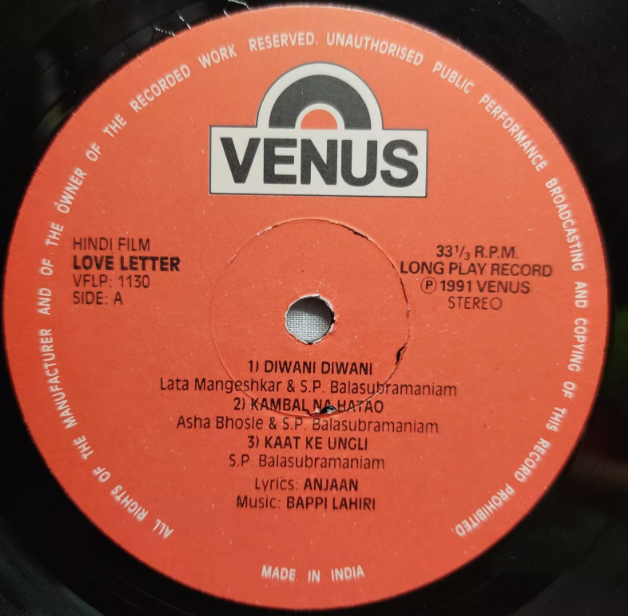 ALL RIGHTS OF THE MANUFACTURER AND OF THE OWNER OF THE RECORDED WORK RESERVED. UNAUTHORISED PUBLIC PERFORMANCE BROADCASTING AND COPYING OF THIS RECORD PROHIBITED
VENUS
HINDI FILM
LOVE LETTER
VFLP: 1130
SIDE: A
33 1/3 R.P.M.
LONG PLAY RECORD
Ⓟ 1991 VENUS
STEREO
1) DIWANI DIWANI
Lata Mangeshkar & S.P. Balasubramaniam
2) KAMBAL NA HATAO
Asha Bhosle & S.P. Balasubramaniam
3) KAAT KE UNGLI
S.P. Balasubramaniam
Lyrics: ANJAAN
Music: BAPPI LAHIRI
MADE IN INDIA